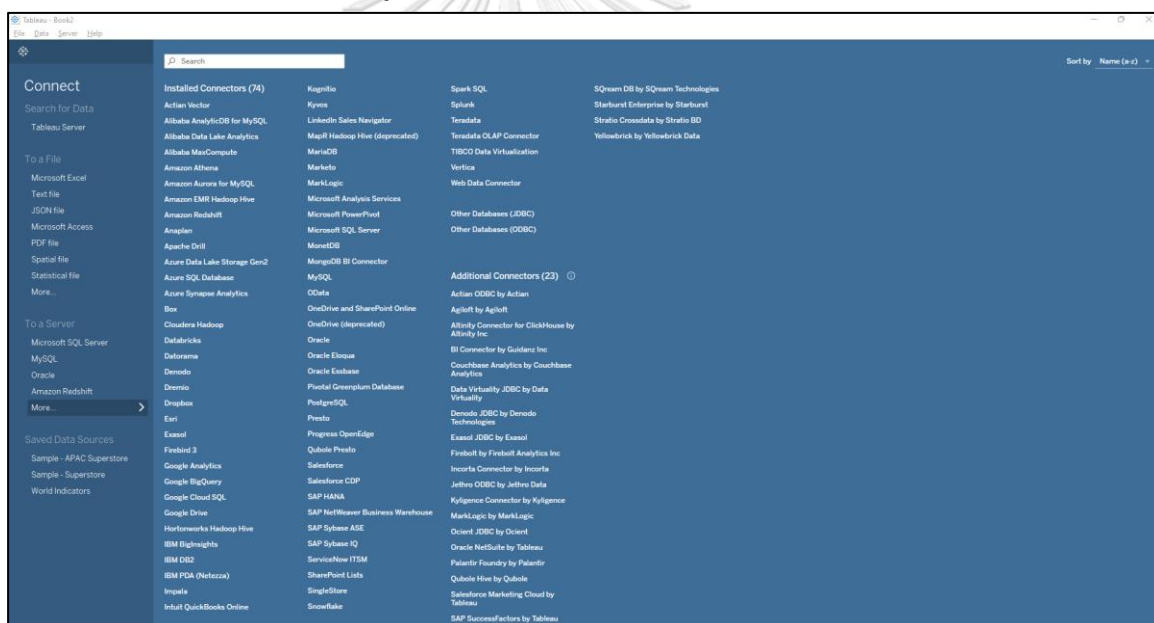 Tableau - Book2
File Data Server Help
Connect
Search for Data
Tableau Server
To a File
Microsoft Excel
Text file
JSON file
Microsoft Access
PDF file
Spatial file
Statistical file
More...
To a Server
Microsoft SQL Server
MySQL
Oracle
Amazon Redshift
More...
Saved Data Sources
Sample - APAC Superstore
Sample - Superstore
World Indicators
Search
Sort by Name (a-z)
Installed Connectors (74)
Actian Vector
Alibaba AnalyticDB for MySQL
Alibaba Data Lake Analytics
Alibaba MaxCompute
Amazon Athena
Amazon Aurora for MySQL
Amazon EMR Hadoop Hive
Amazon Redshift
Anaplan
Apache Drill
Azure Data Lake Storage Gen2
Azure SQL Database
Azure Synapse Analytics
Box
Cloudera Hadoop
Databricks
Datorama
Denodo
Dremio
Dropbox
Esri
Exasol
Firebird 3
Google Analytics
Google BigQuery
Google Cloud SQL
Google Drive
Hortonworks Hadoop Hive
IBM BigInsights
IBM DB2
IBM PDA (Netezza)
Impala
Intuit QuickBooks Online
Kognitio
Kyvos
LinkedIn Sales Navigator
MapR Hadoop Hive (deprecated)
MariaDB
Marketo
MarkLogic
Microsoft Analysis Services
Microsoft PowerPivot
Microsoft SQL Server
MonetDB
MongoDB BI Connector
MySQL
OData
OneDrive and SharePoint Online
OneDrive (deprecated)
Oracle
Oracle Eloqua
Oracle Essbase
Pivotal Greenplum Database
PostgreSQL
Presto
Progress OpenEdge
Qubole Presto
Salesforce
Salesforce CDP
SAP HANA
SAP NetWeaver Business Warehouse
SAP Sybase ASE
SAP Sybase IQ
ServiceNow ITSM
SharePoint Lists
SingleStore
Snowflake
Spark SQL
Splunk
Teradata
Teradata OLAP Connector
TIBCO Data Virtualization
Vertica
Web Data Connector
Other Databases (JDBC)
Other Databases (ODBC)
Additional Connectors (23)
Actian ODBC by Actian
Agiloft by Agiloft
Altinity Connector for ClickHouse by
Altinity Inc
BI Connector by Guidanz Inc
Couchbase Analytics by Couchbase
Analytics
Data Virtuality JDBC by Data
Virtuality
Denodo JDBC by Denodo
Technologies
Exasol JDBC by Exasol
Firebolt by Firebolt Analytics Inc
Incorta Connector by Incorta
Jethro ODBC by Jethro Data
Kyligence Connector by Kyligence
MarkLogic by MarkLogic
Ocient JDBC by Ocient
Oracle NetSuite by Tableau
Palantir Foundry by Palantir
Qubole Hive by Qubole
Salesforce Marketing Cloud by
Tableau
SAP SuccessFactors by Tableau
SQream DB by SQream Technologies
Starburst Enterprise by Starburst
Stratio Crossdata by Stratio BD
Yellowbrick by Yellowbrick Data